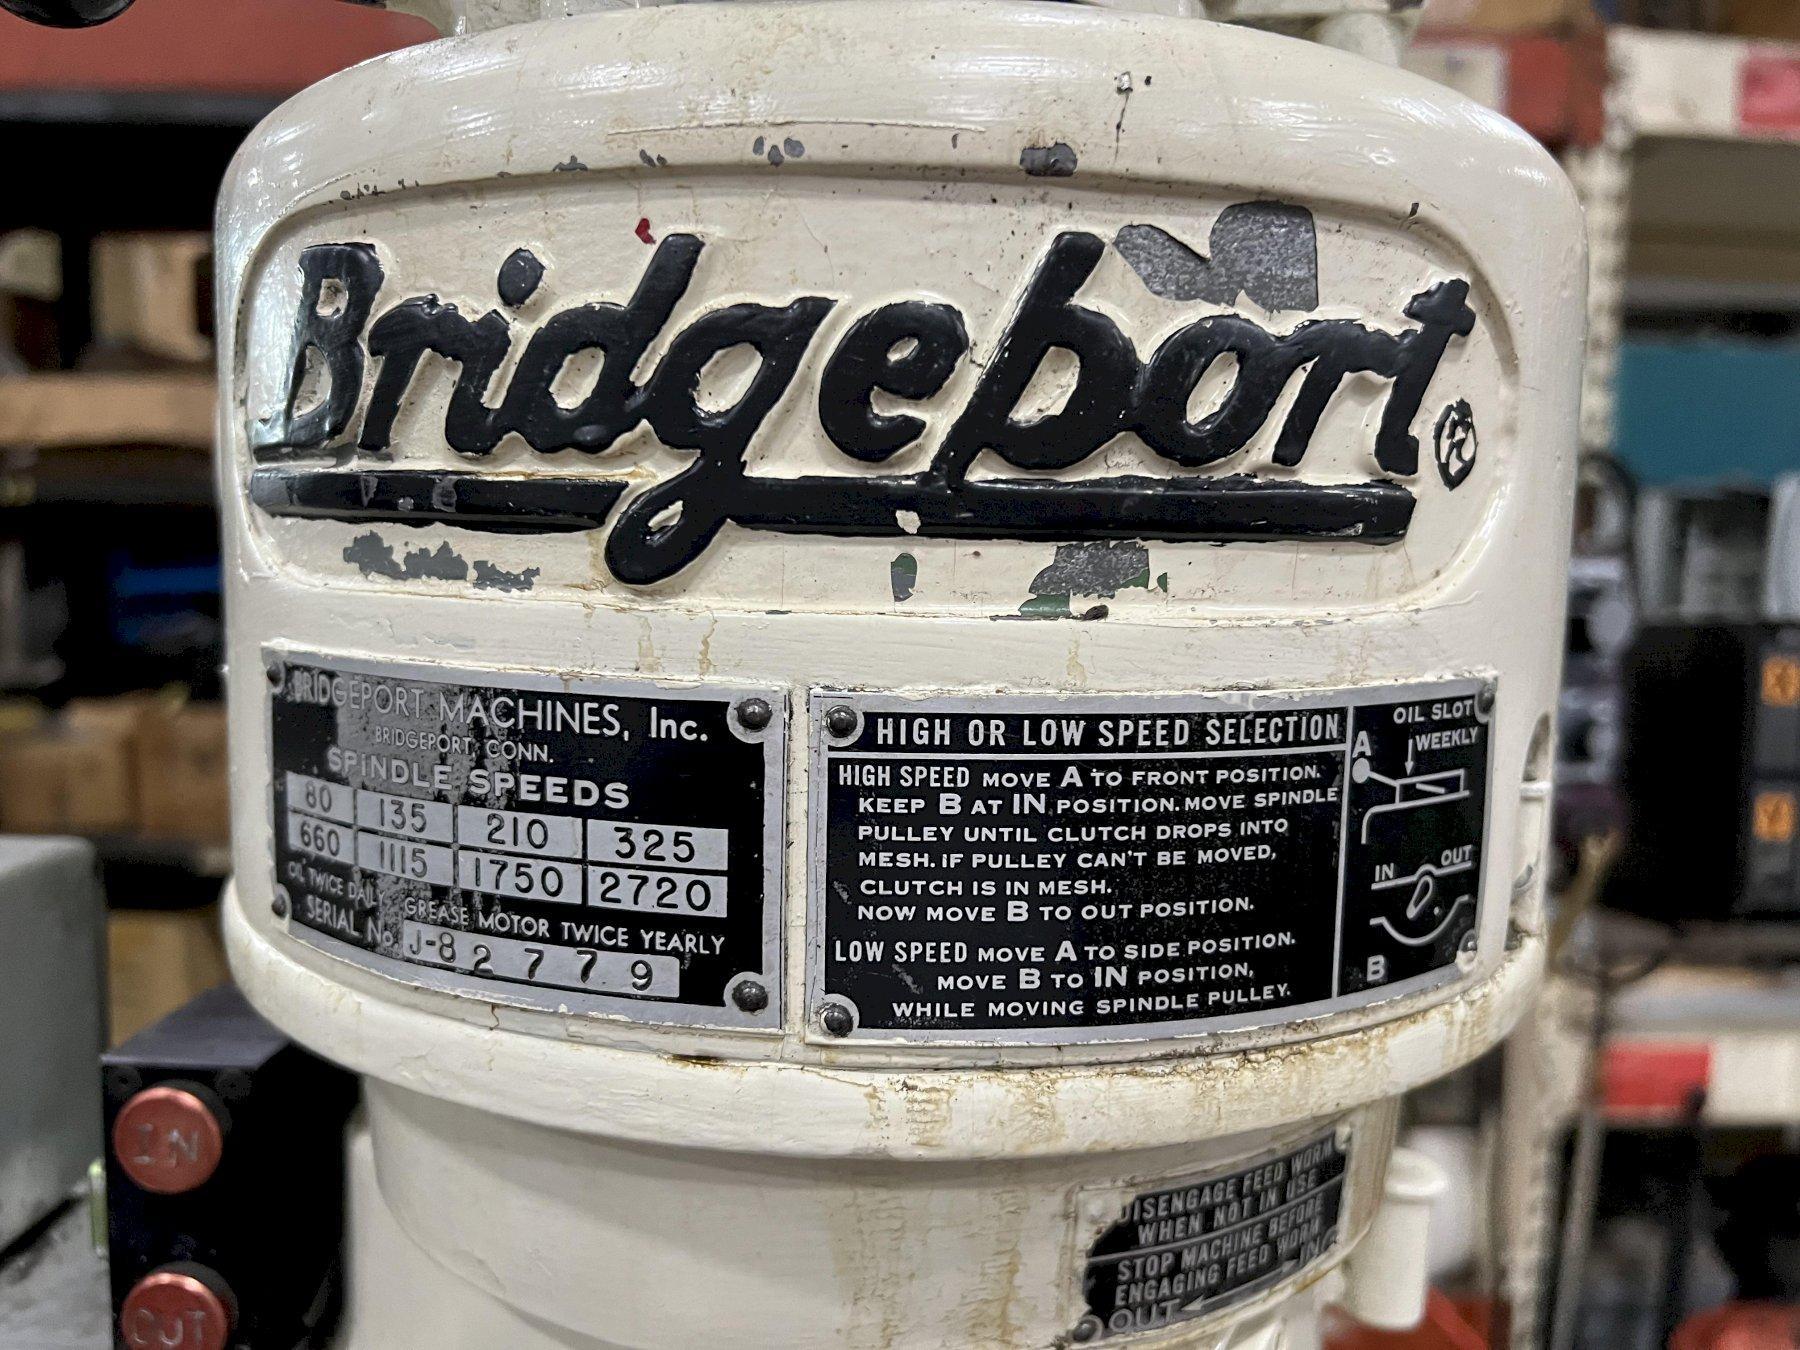 Bridgeport
R
BRIDGEPORT MACHINES, Inc.
BRIDGEPORT, CONN.
SPINDLE SPEEDS
80 135 210 325
660 1115 1750 2720
OIL TWICE DAILY GREASE MOTOR TWICE YEARLY
SERIAL No. J-82779
HIGH OR LOW SPEED SELECTION
HIGH SPEED MOVE A TO FRONT POSITION.
KEEP B AT IN POSITION. MOVE SPINDLE
PULLEY UNTIL CLUTCH DROPS INTO
MESH. IF PULLEY CAN'T BE MOVED,
CLUTCH IS IN MESH.
NOW MOVE B TO OUT POSITION.
LOW SPEED MOVE A TO SIDE POSITION.
MOVE B TO IN POSITION,
WHILE MOVING SPINDLE PULLEY.
OIL SLOT
WEEKLY
A
IN OUT
B
IN
OUT
DISENGAGE FEED WORM
WHEN NOT IN USE
STOP MACHINE BEFORE
ENGAGING FEED WORM
OUT